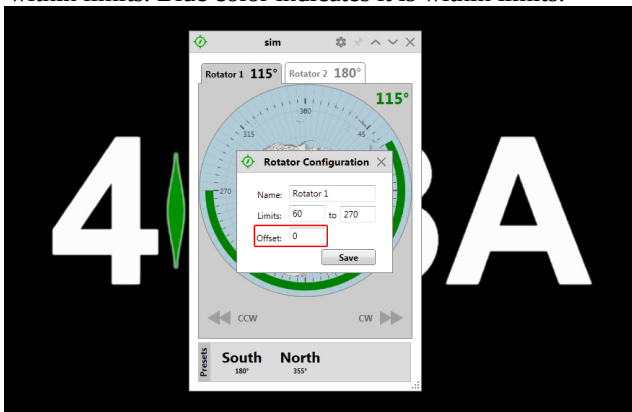 within limits. Blue color indicates it is within limits.
sim
Rotator 1 115° Rotator 2 180°
115°
360
315 45
270
Rotator Configuration
Name: Rotator 1
Limits: 60 to 270
Offset: 0
Save
4 BA
CCW CW
Presets
South North
180° 355°